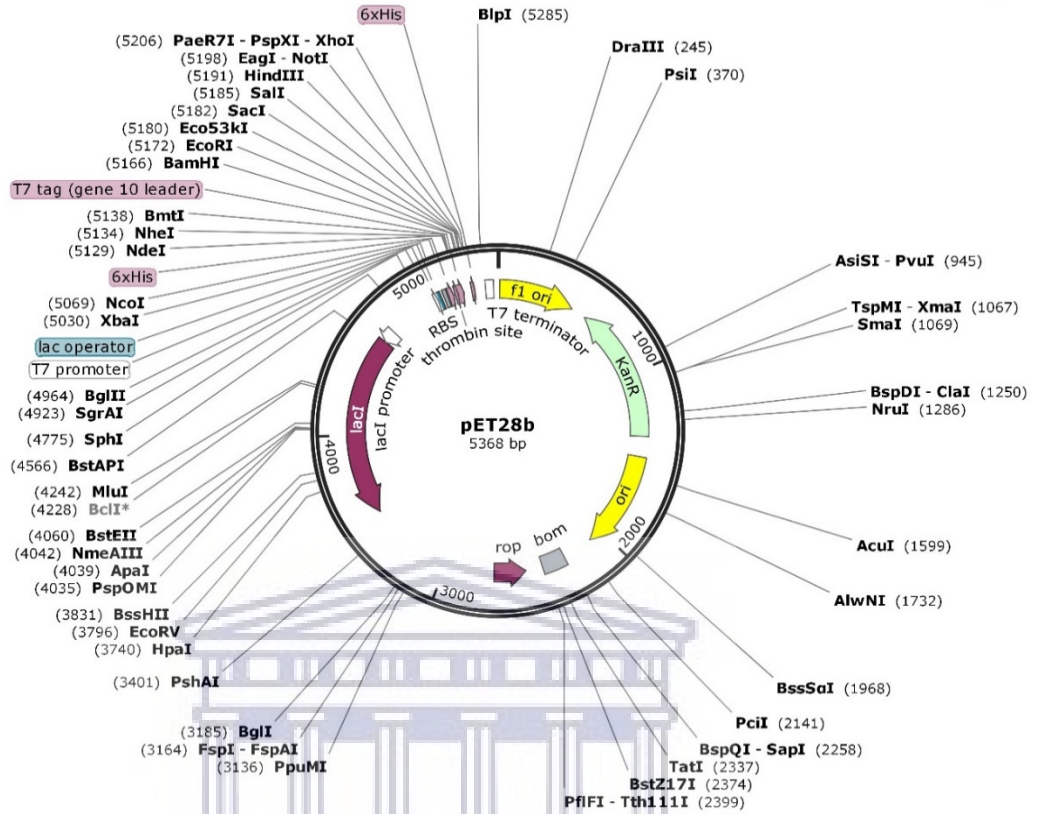 6xHis
BlpI (5285)
(5206) PaeR7I - PspXI - XhoI
(5198) EagI - NotI
(5191) HindIII
(5185) SalI
(5182) SacI
(5180) Eco53kI
(5172) EcoRI
(5166) BamHI
T7 tag (gene 10 leader)
(5138) BmtI
(5134) NheI
(5129) NdeI
6xHis
(5069) NcoI
(5030) XbaI
lac operator
T7 promoter
(4964) BglII
(4923) SgrAI
(4775) SphI
(4566) BstAPI
(4242) MluI
(4228) BclI*
(4060) BstEII
(4042) NmeAIII
(4039) ApaI
(4035) PspOMI
(3831) BssHII
(3796) EcoRV
(3740) HpaI
(3401) PshAI
(3185) BglI
(3164) FspI - FspAI
(3136) PpuMI
DraIII (245)
PsiI (370)
AsiSI - PvuI (945)
TspMI - XmaI (1067)
SmaI (1069)
BspDI - ClaI (1250)
NruI (1286)
AcuI (1599)
AlwNI (1732)
BssSαI (1968)
PciI (2141)
BspQI - SapI (2258)
TatI (2337)
BstZ17I (2374)
PflFI - Tth111I (2399)
5000
f1 ori
RBS
T7 terminator
thrombin site
1000
KanR
lacI promoter
lacI
4000
pET28b
5368 bp
ori
2000
bom
rop
3000